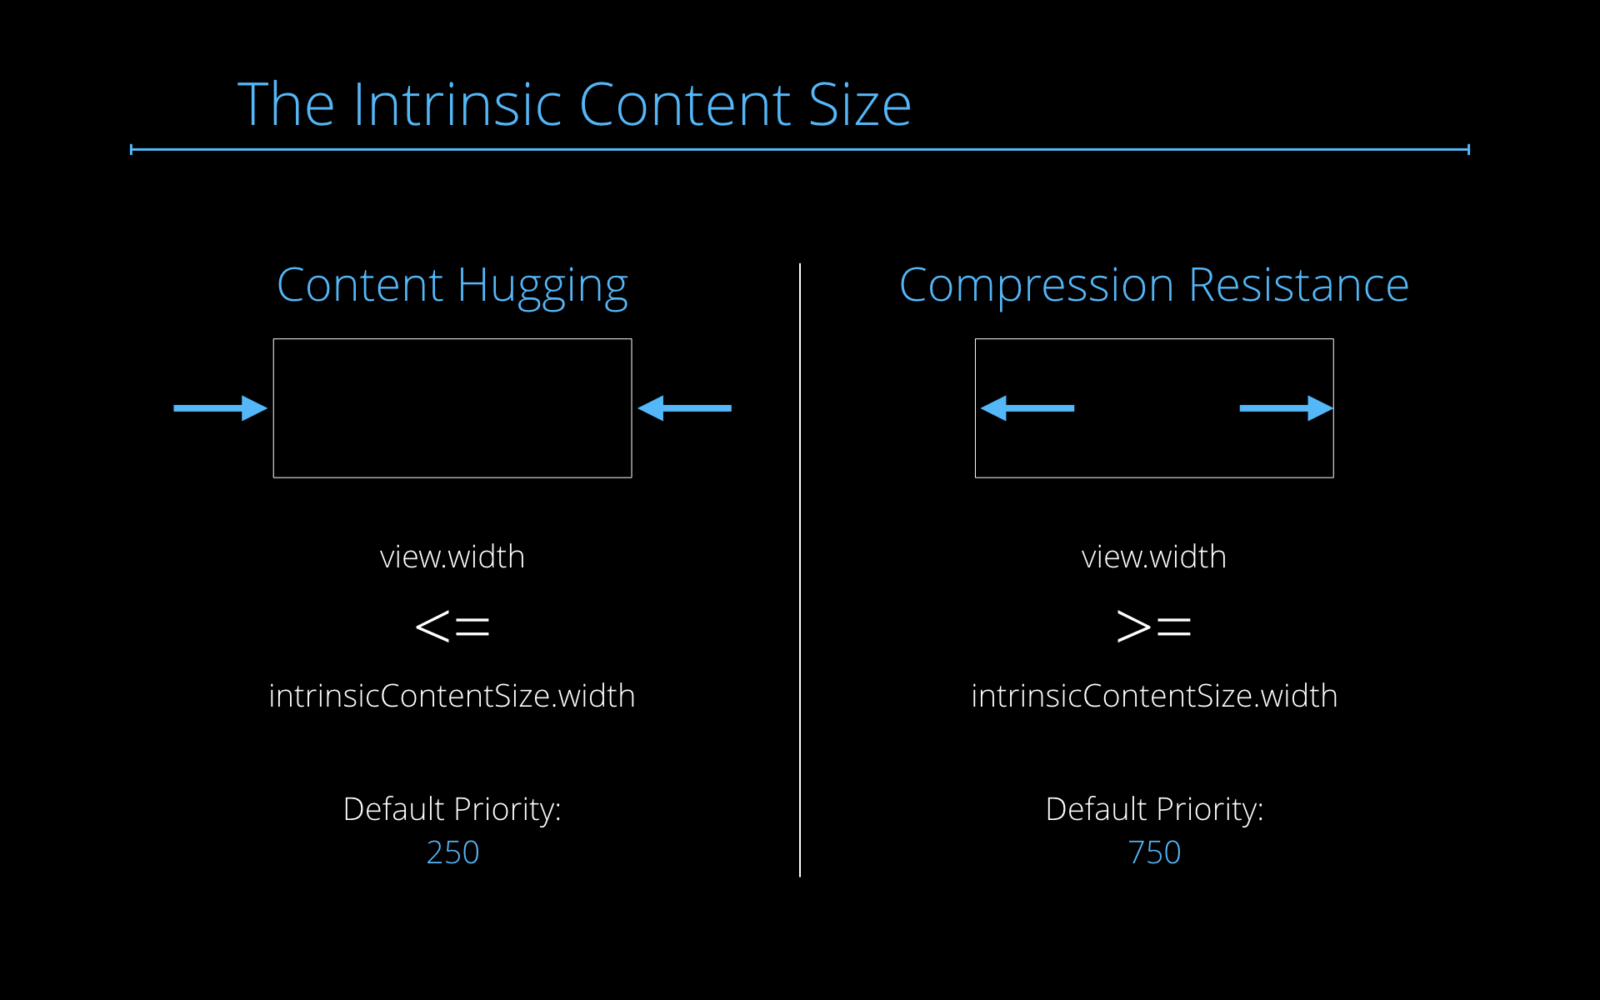 The Intrinsic Content Size
Content Hugging
view.width
<=
intrinsicContentSize.width
Default Priority:
250
Compression Resistance
view.width
>=
intrinsicContentSize.width
Default Priority:
750